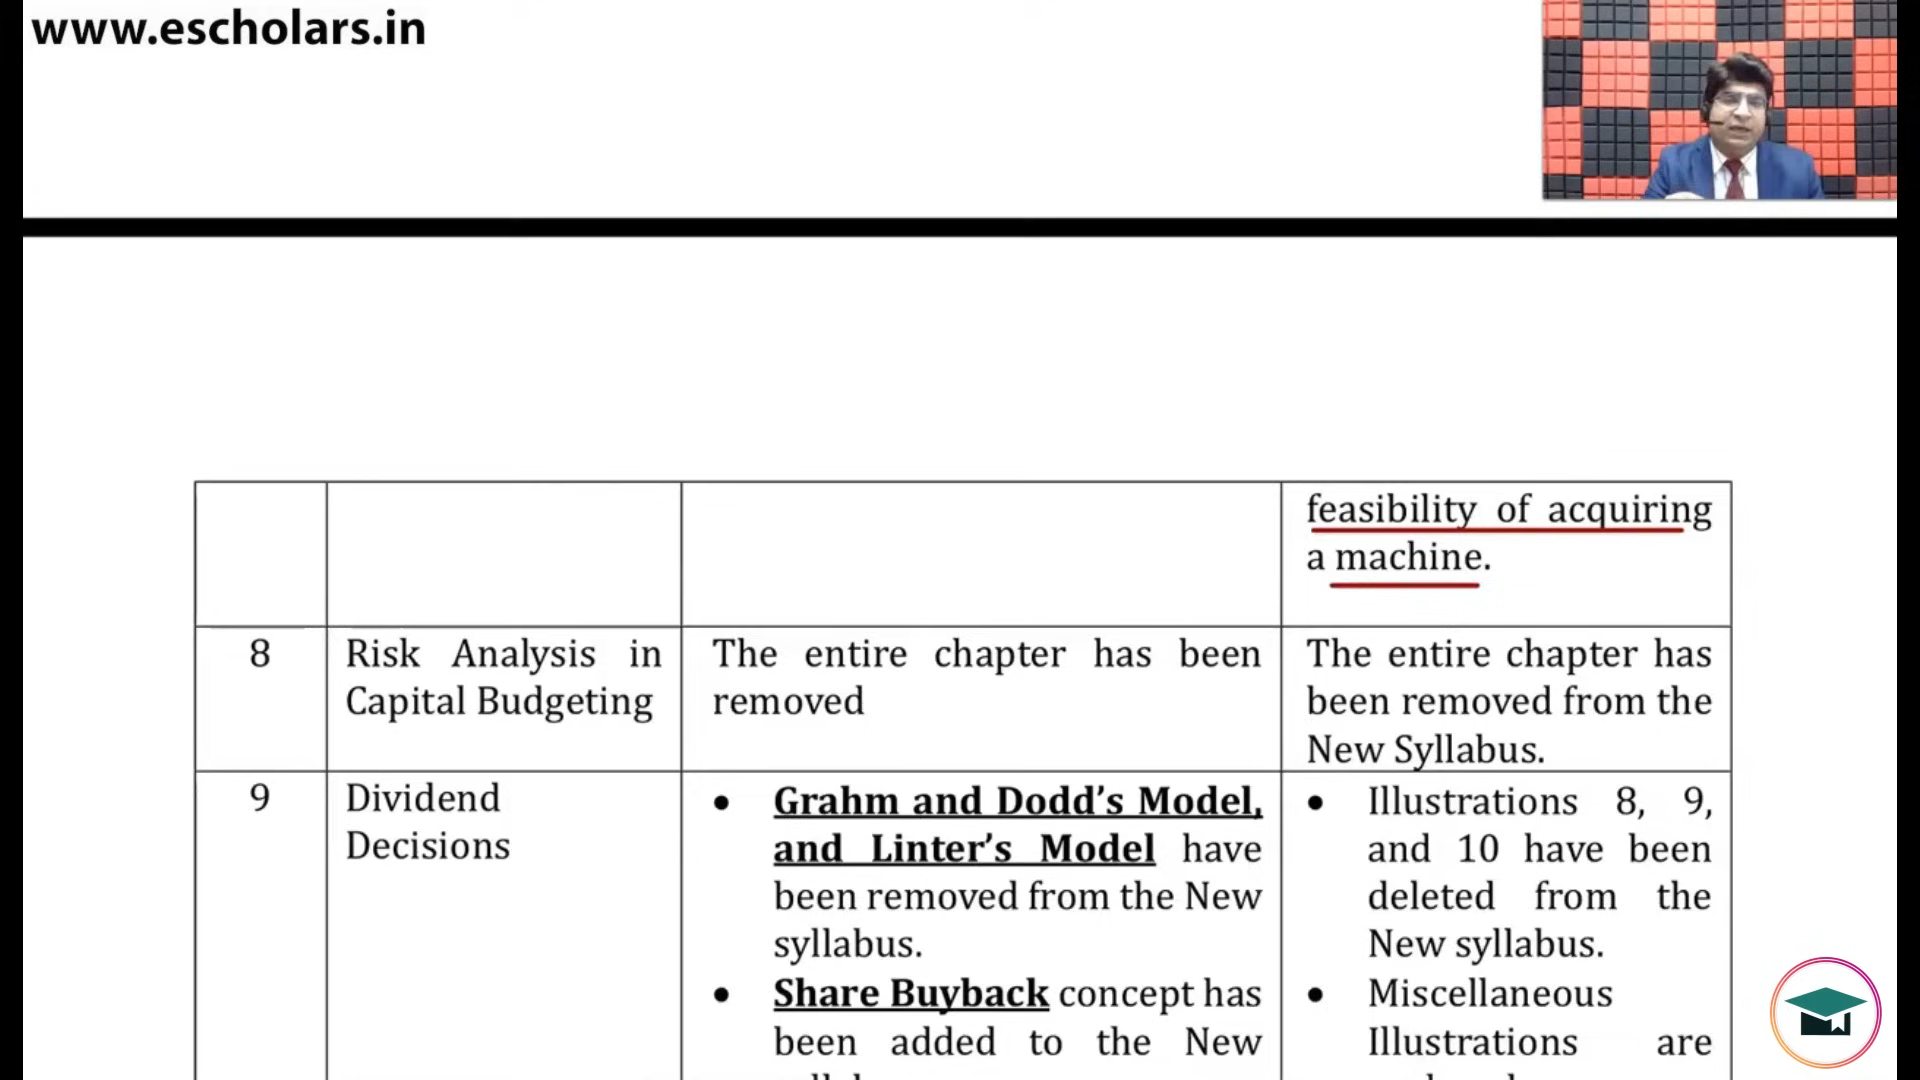 www.escholars.in
feasibility of acquiring
a machine.
8
Risk Analysis in
Capital Budgeting
The entire chapter has been
removed
The entire chapter has
been removed from the
New Syllabus.
9
Dividend
Decisions
• Grahm and Dodd's Model,
and Linter's Model have
been removed from the New
syllabus.
• Share Buyback concept has
been added to the New
• Illustrations 8, 9,
and 10 have been
deleted from the
New syllabus.
• Miscellaneous
Illustrations are